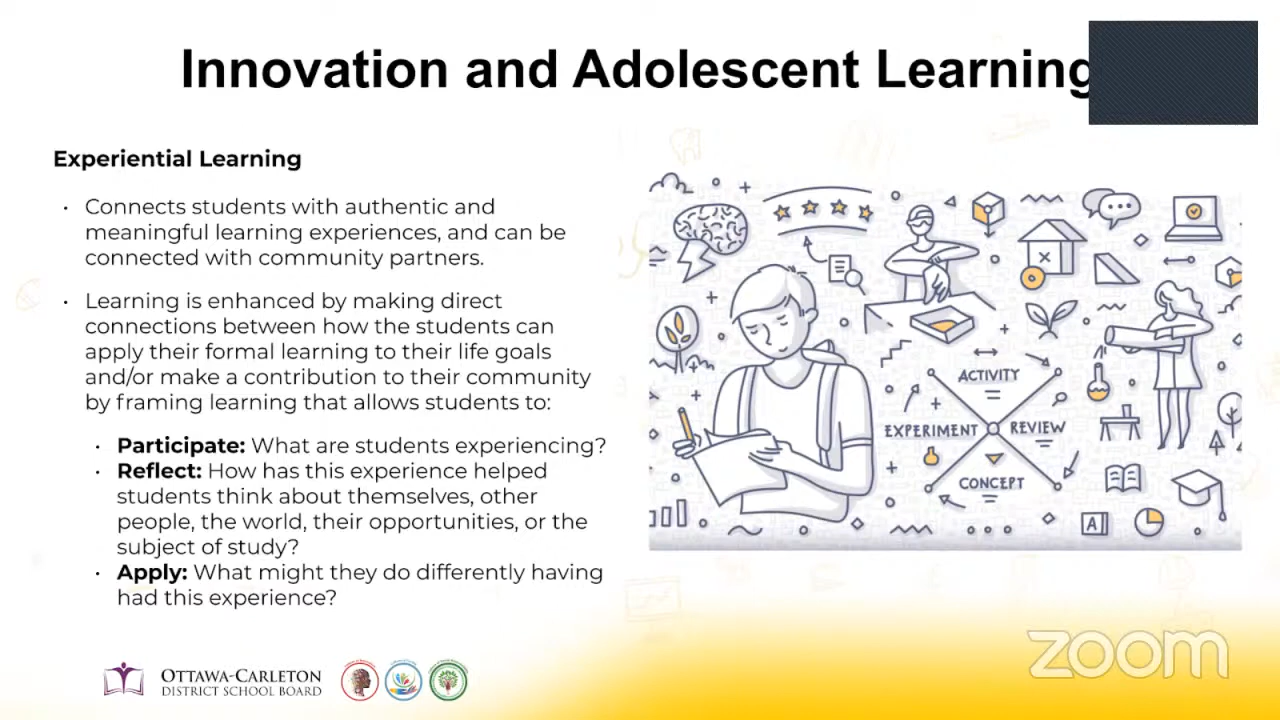 Innovation and Adolescent Learning
Experiential Learning
• Connects students with authentic and
meaningful learning experiences, and can be
connected with community partners.
• Learning is enhanced by making direct
connections between how the students can
apply their formal learning to their life goals
and/or make a contribution to their community
by framing learning that allows students to:
• Participate: What are students experiencing?
• Reflect: How has this experience helped
students think about themselves, other
people, the world, their opportunities, or the
subject of study?
• Apply: What might they do differently having
had this experience?
ACTIVITY
EXPERIMENT
REVIEW
CONCEPT
A
OTTAWA-CARLETON
DISTRICT SCHOOL BOARD
zoom